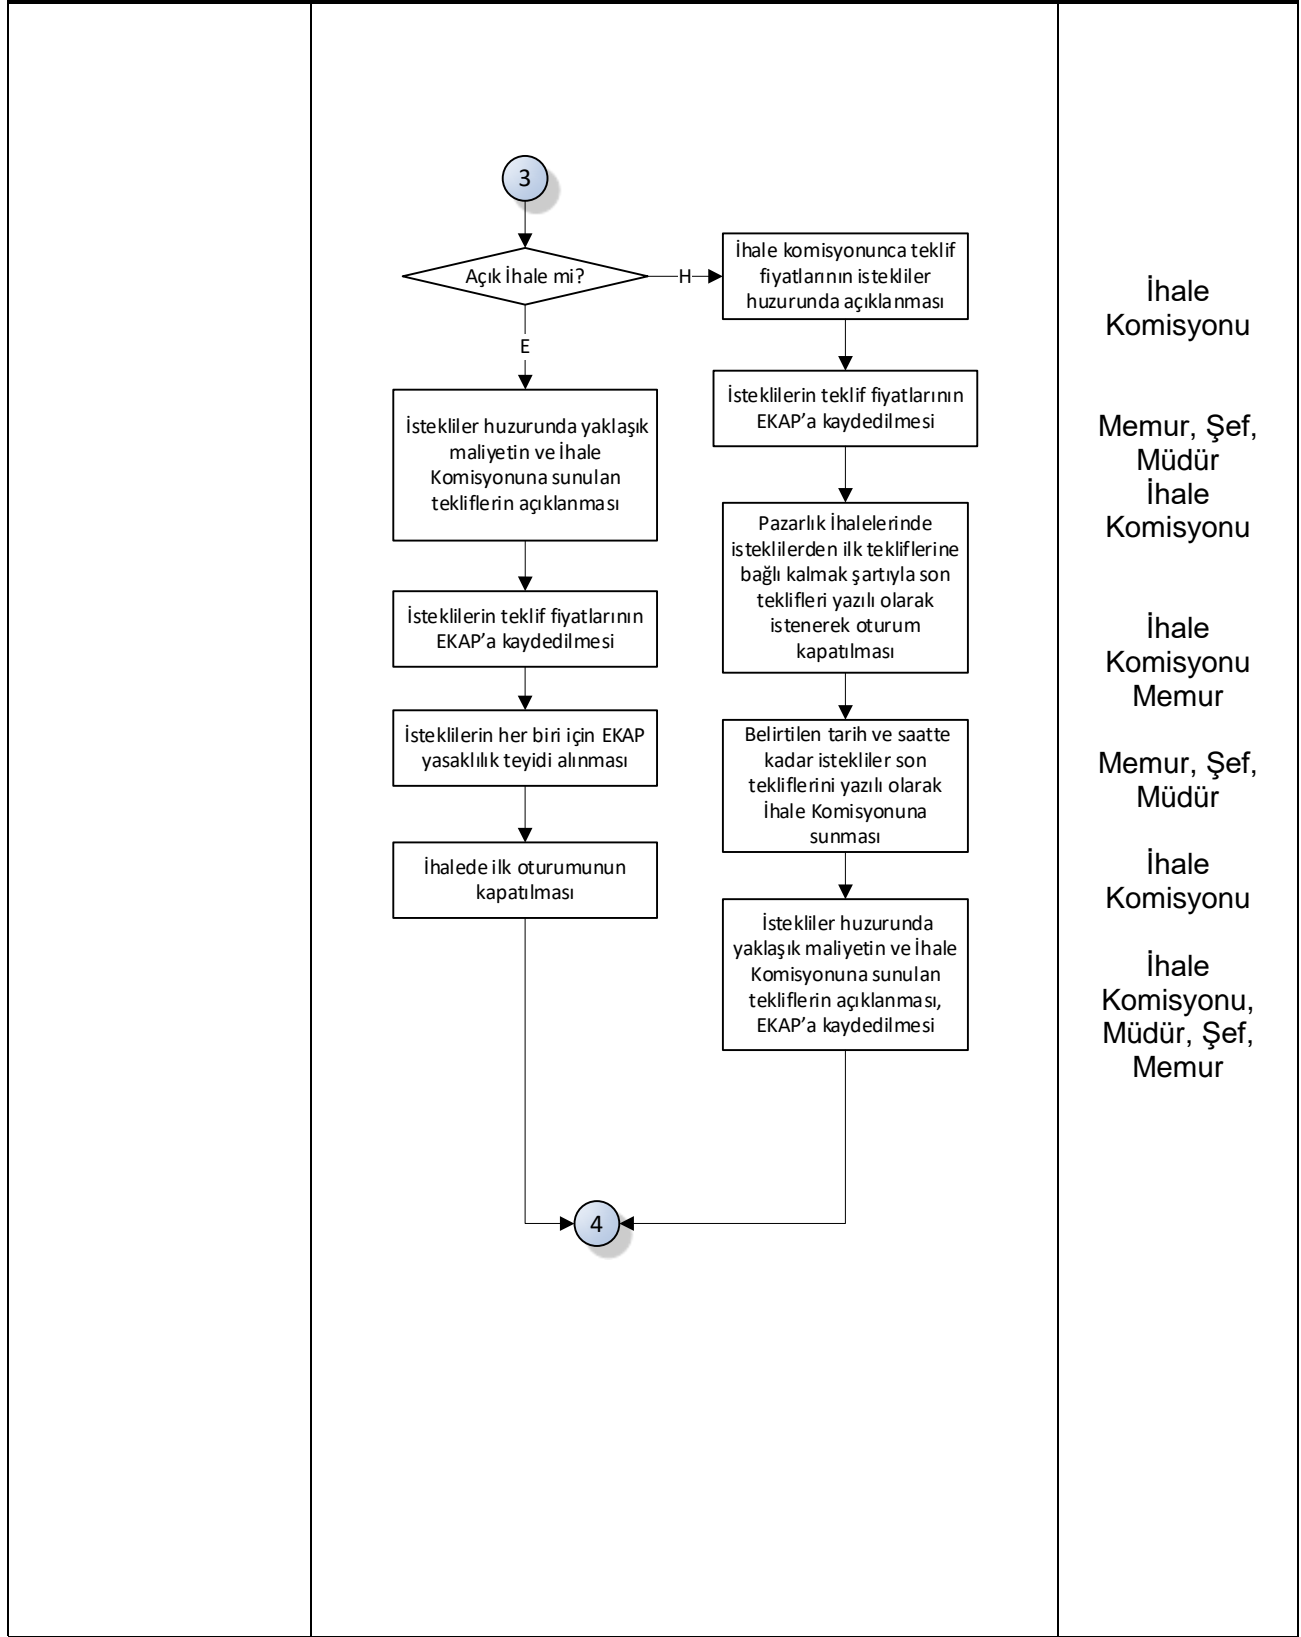 3
Açık İhale mi?
H
E
İstekliler huzurunda yaklaşık
maliyetin ve İhale
Komisyonuna sunulan
tekliflerin açıklanması
İsteklilerin teklif fiyatlarının
EKAP’a kaydedilmesi
İsteklilerin her biri için EKAP
yasaklılık teyidi alınması
İhalede ilk oturumunun
kapatılması
İhale komisyonunca teklif
fiyatlarının istekliler
huzurunda açıklanması
İsteklilerin teklif fiyatlarının
EKAP’a kaydedilmesi
Pazarlık İhalelerinde
isteklilerden ilk tekliflerine
bağlı kalmak şartıyla son
teklifleri yazılı olarak
istenerek oturum
kapatılması
Belirtilen tarih ve saatte
kadar istekliler son
tekliflerini yazılı olarak
İhale Komisyonuna
sunması
İstekliler huzurunda
yaklaşık maliyetin ve İhale
Komisyonuna sunulan
tekliflerin açıklanması,
EKAP’a kaydedilmesi
4
İhale
Komisyonu
Memur, Şef,
Müdür
İhale
Komisyonu
İhale
Komisyonu
Memur
Memur, Şef,
Müdür
İhale
Komisyonu
İhale
Komisyonu,
Müdür, Şef,
Memur